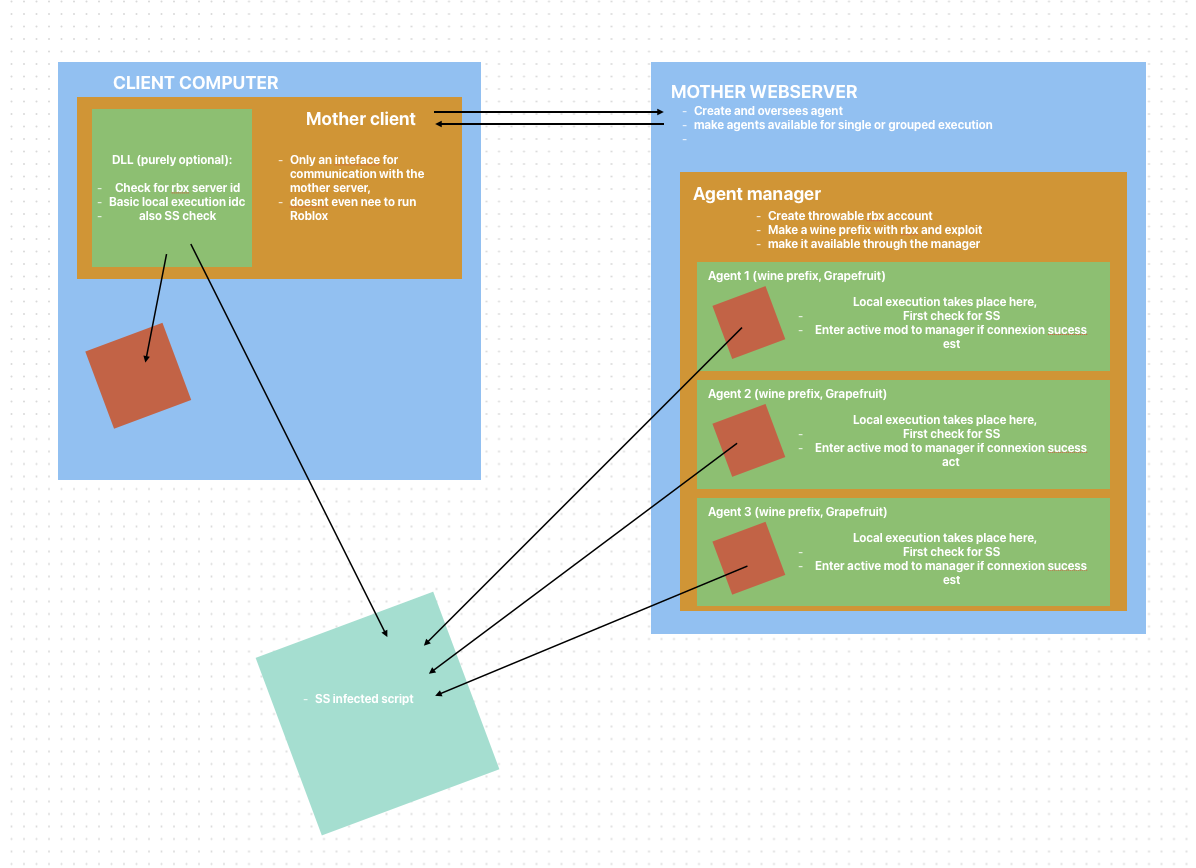 CLIENT COMPUTER
Mother client
DLL (purely optional):
- Check for rbx server id
- Basic local execution idc
- also SS check
- Only an inteface for
communication with the
mother server,
- doesnt even nee to run
Roblox
MOTHER WEBSERVER
- Create and oversees agent
- make agents available for single or grouped execution
-
Agent manager
- Create throwable rbx account
- Make a wine prefix with rbx and exploit
- make it available through the manager
Agent 1 (wine prefix, Grapefruit)
Local execution takes place here,
- First check for SS
- Enter active mod to manager if connexion sucess
est
Agent 2 (wine prefix, Grapefruit)
Local execution takes place here,
- First check for SS
- Enter active mod to manager if connexion sucess
act
Agent 3 (wine prefix, Grapefruit)
Local execution takes place here,
- First check for SS
- Enter active mod to manager if connexion sucess
est
- SS infected script